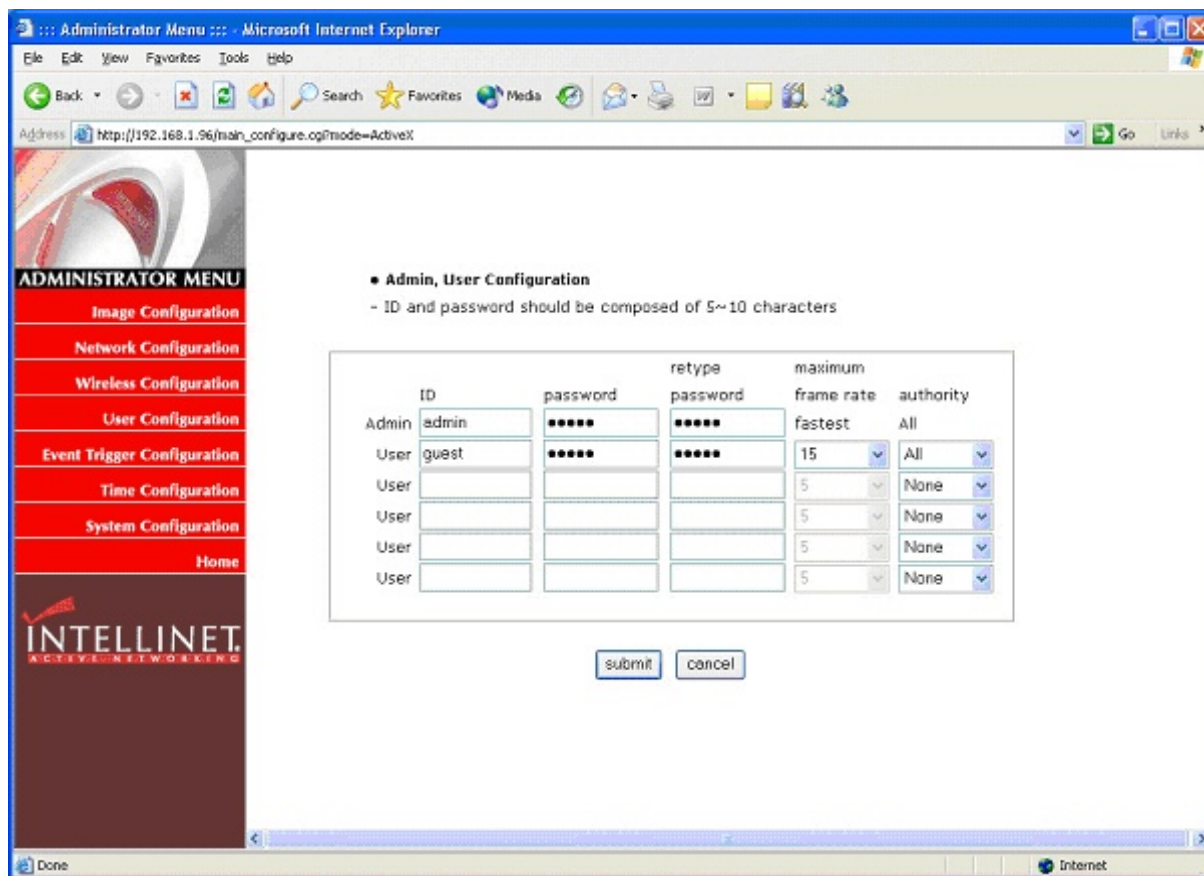 ::: Administrator Menu ::: - Microsoft Internet Explorer
File Edit View Favorites Tools Help
Back Search Favorites Media
Address http://192.168.1.96/main_configure.cgi?mode=ActiveX Go Links
ADMINISTRATOR MENU
Image Configuration
Network Configuration
Wireless Configuration
User Configuration
Event Trigger Configuration
Time Configuration
System Configuration
Home
INTELLINET.
ACTIVE NETWORKING
• Admin, User Configuration
- ID and password should be composed of 5~10 characters
retype maximum
ID password password frame rate authority
Admin admin ••••• ••••• fastest All
User guest ••••• ••••• 15 All
User 5 None
User 5 None
User 5 None
User 5 None
submit cancel
Done Internet